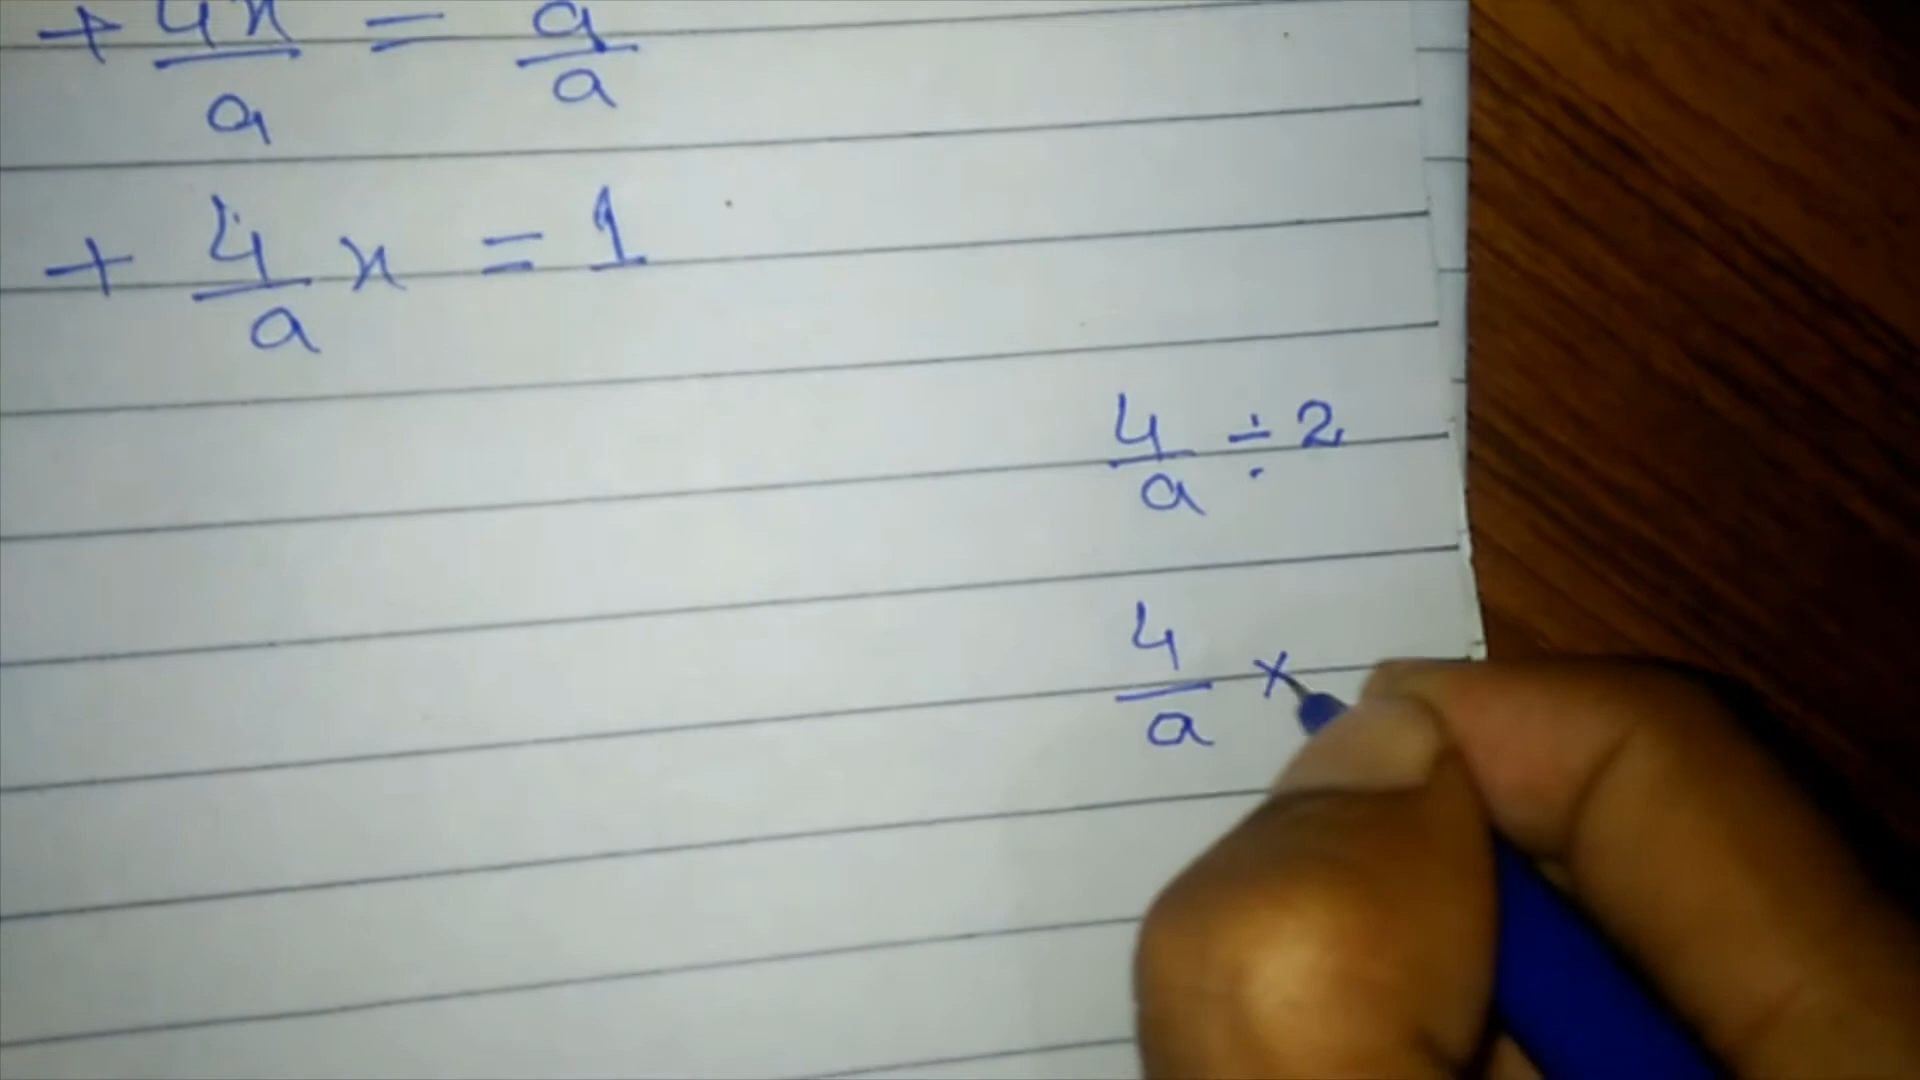 + 4x/a = a/a
+ 4/a x = 1
4/a ÷ 2
4/a ×